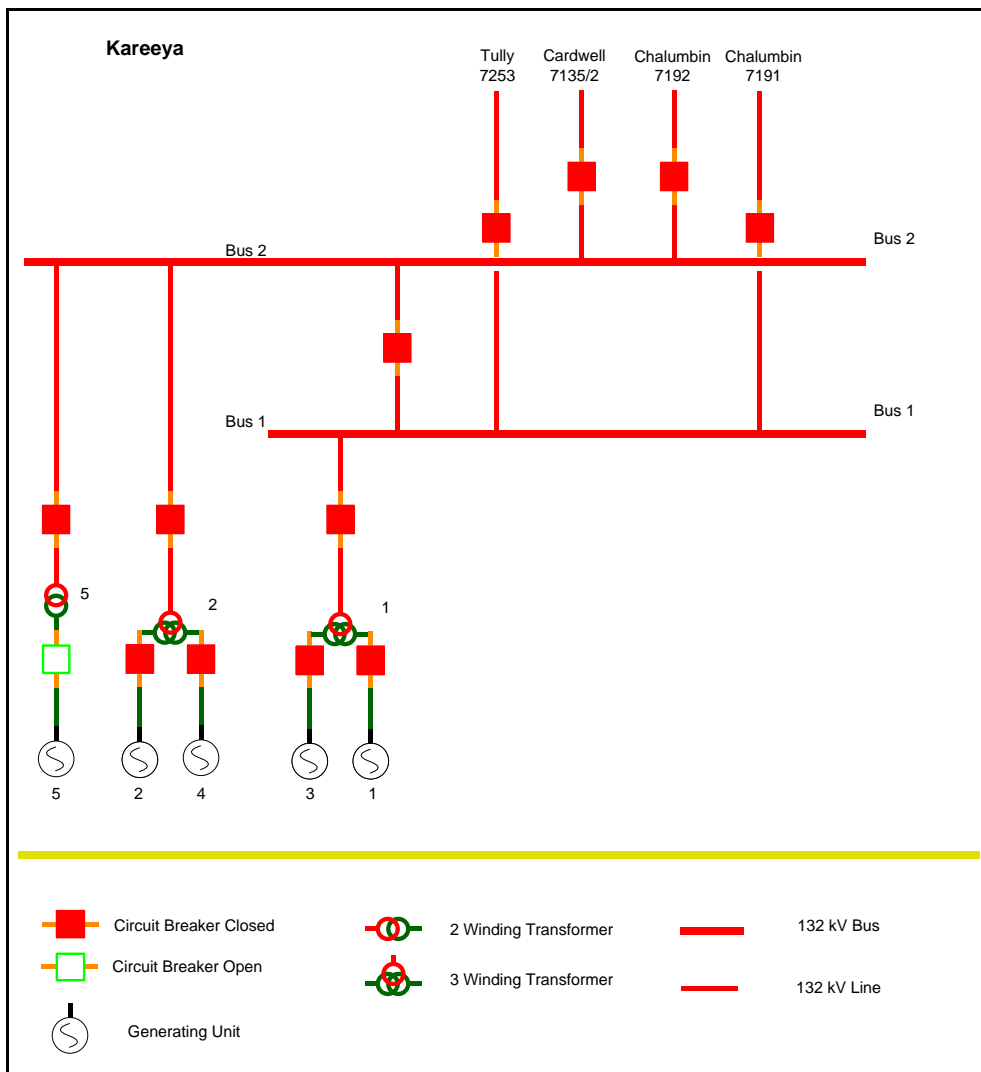 Kareeya
Tully
7253
Cardwell
7135/2
Chalumbin
7192
Chalumbin
7191
Bus 2
Bus 2
Bus 1
Bus 1
5
2
1
5
2
4
3
1
Circuit Breaker Closed
2 Winding Transformer
132 kV Bus
Circuit Breaker Open
3 Winding Transformer
132 kV Line
Generating Unit